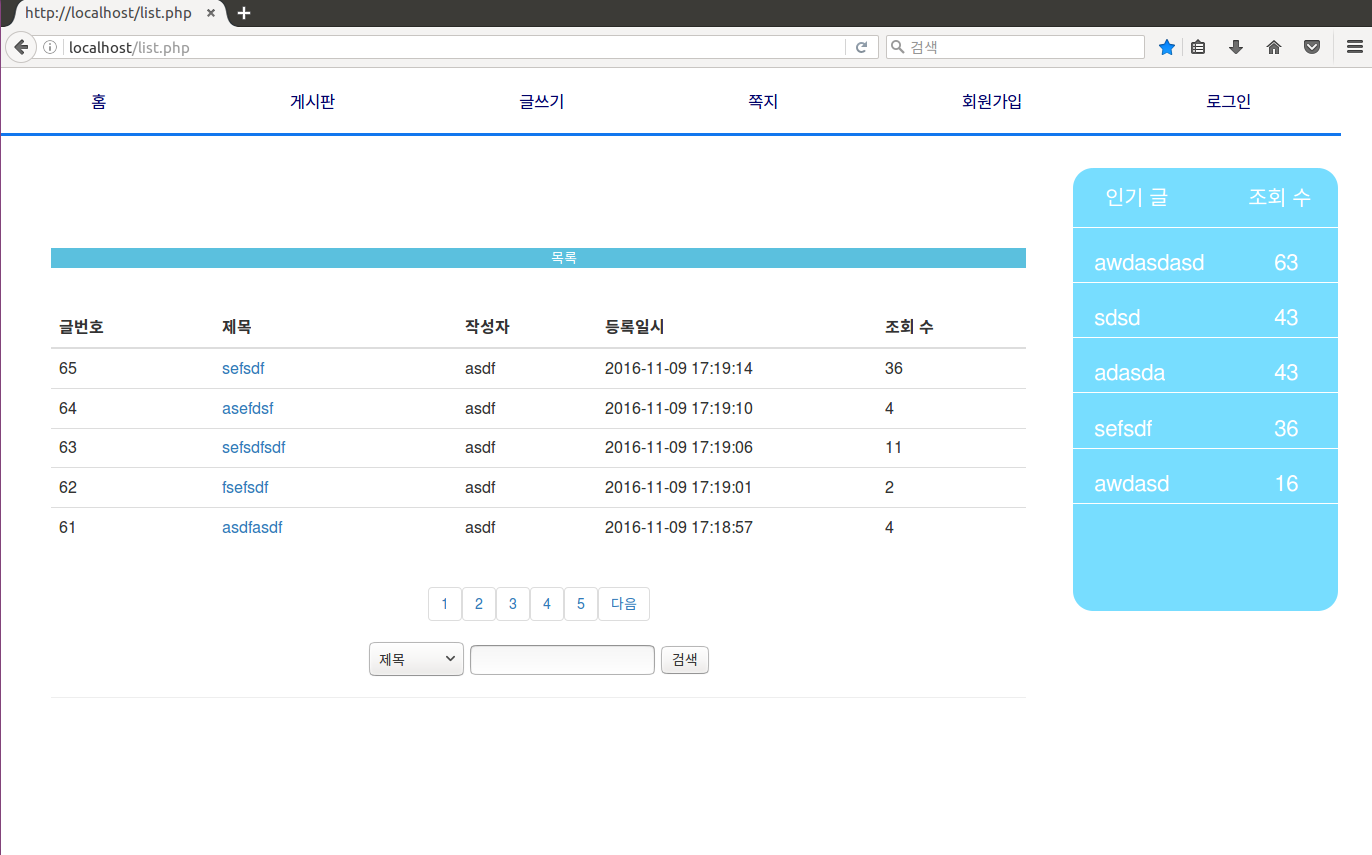 http://localhost/list.php
localhost/list.php 검색
홈 게시판 글쓰기 쪽지 회원가입 로그인
목록
글번호 제목 작성자 등록일시 조회 수
65 sefsdf asdf 2016-11-09 17:19:14 36
64 asefdsf asdf 2016-11-09 17:19:10 4
63 sefsdfsdf asdf 2016-11-09 17:19:06 11
62 fsefsdf asdf 2016-11-09 17:19:01 2
61 asdfasdf asdf 2016-11-09 17:18:57 4
1 2 3 4 5 다음
제목 검색
인기 글 조회 수
awdasdasd 63
sdsd 43
adasda 43
sefsdf 36
awdasd 16